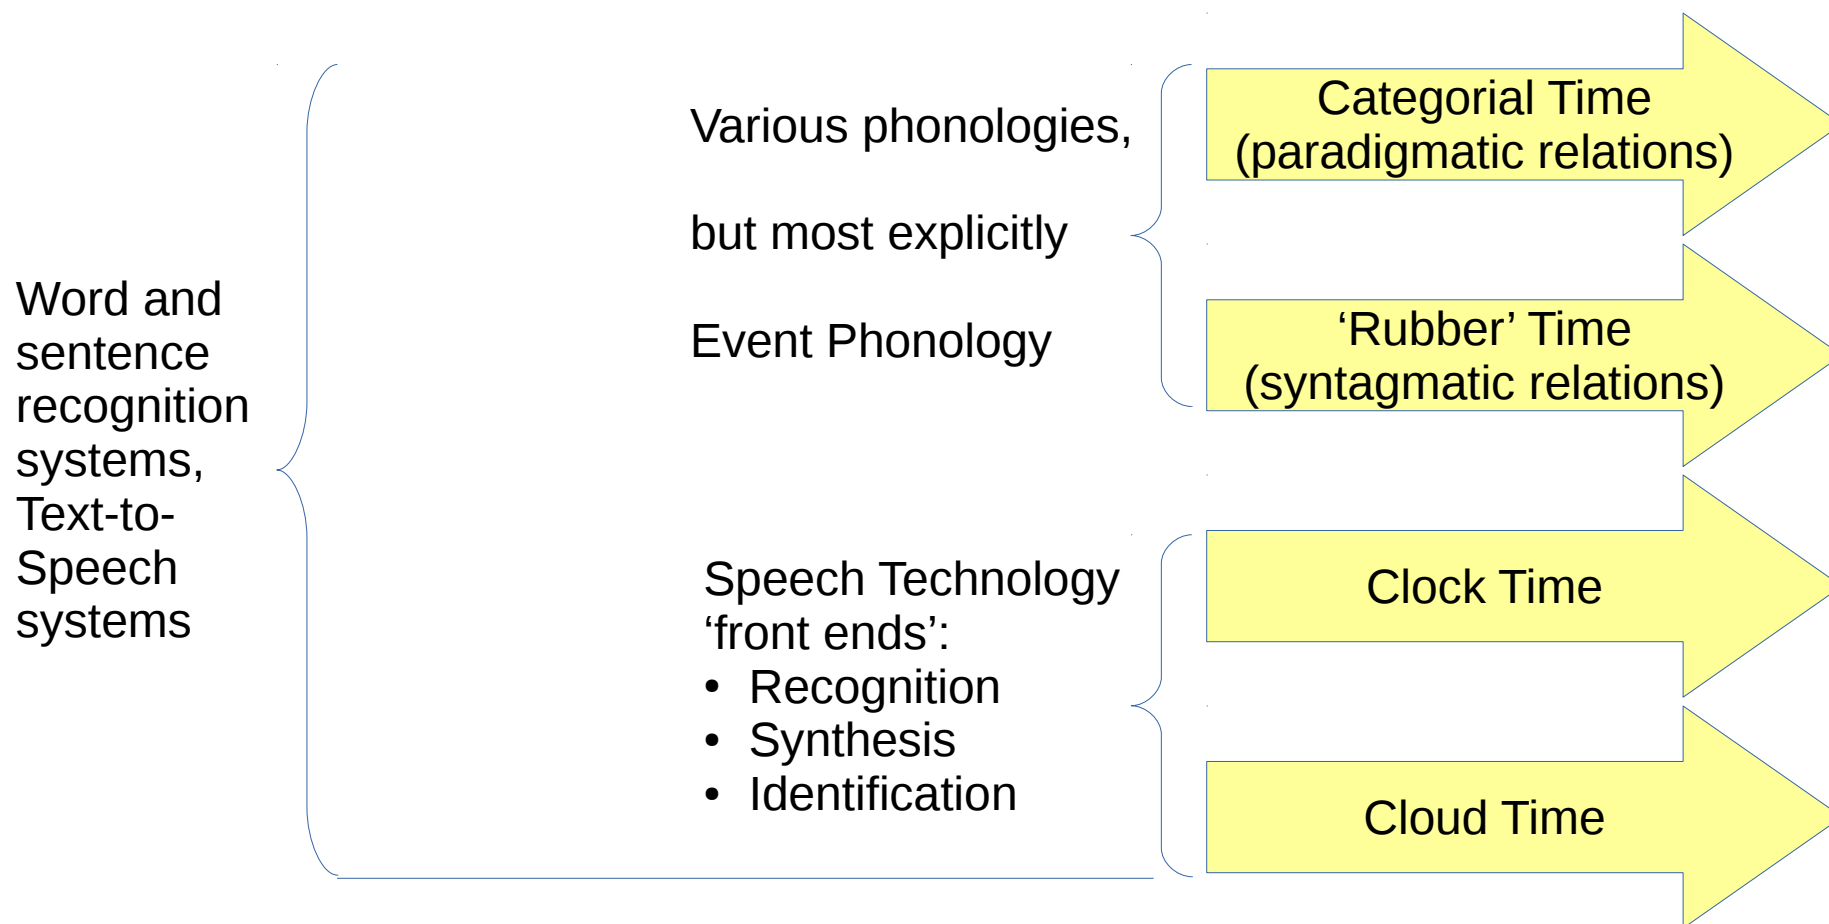 Word and
sentence
recognition
systems,
Text-to-
Speech
systems
Various phonologies,
but most explicitly
Event Phonology
Speech Technology
‘front ends’:
• Recognition
• Synthesis
• Identification
Categorial Time
(paradigmatic relations)
‘Rubber’ Time
(syntagmatic relations)
Clock Time
Cloud Time